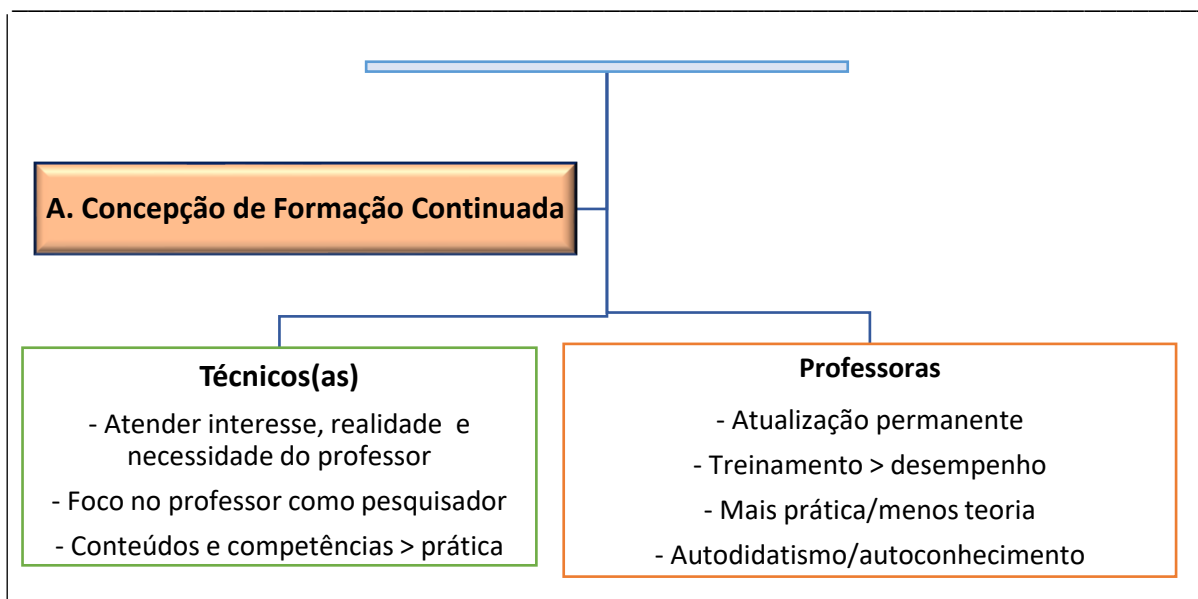 A. Concepção de Formação Continuada
Técnicos(as)
- Atender interesse, realidade e
necessidade do professor
- Foco no professor como pesquisador
- Conteúdos e competências > prática
Professoras
- Atualização permanente
- Treinamento > desempenho
- Mais prática/menos teoria
- Autodidatismo/autoconhecimento